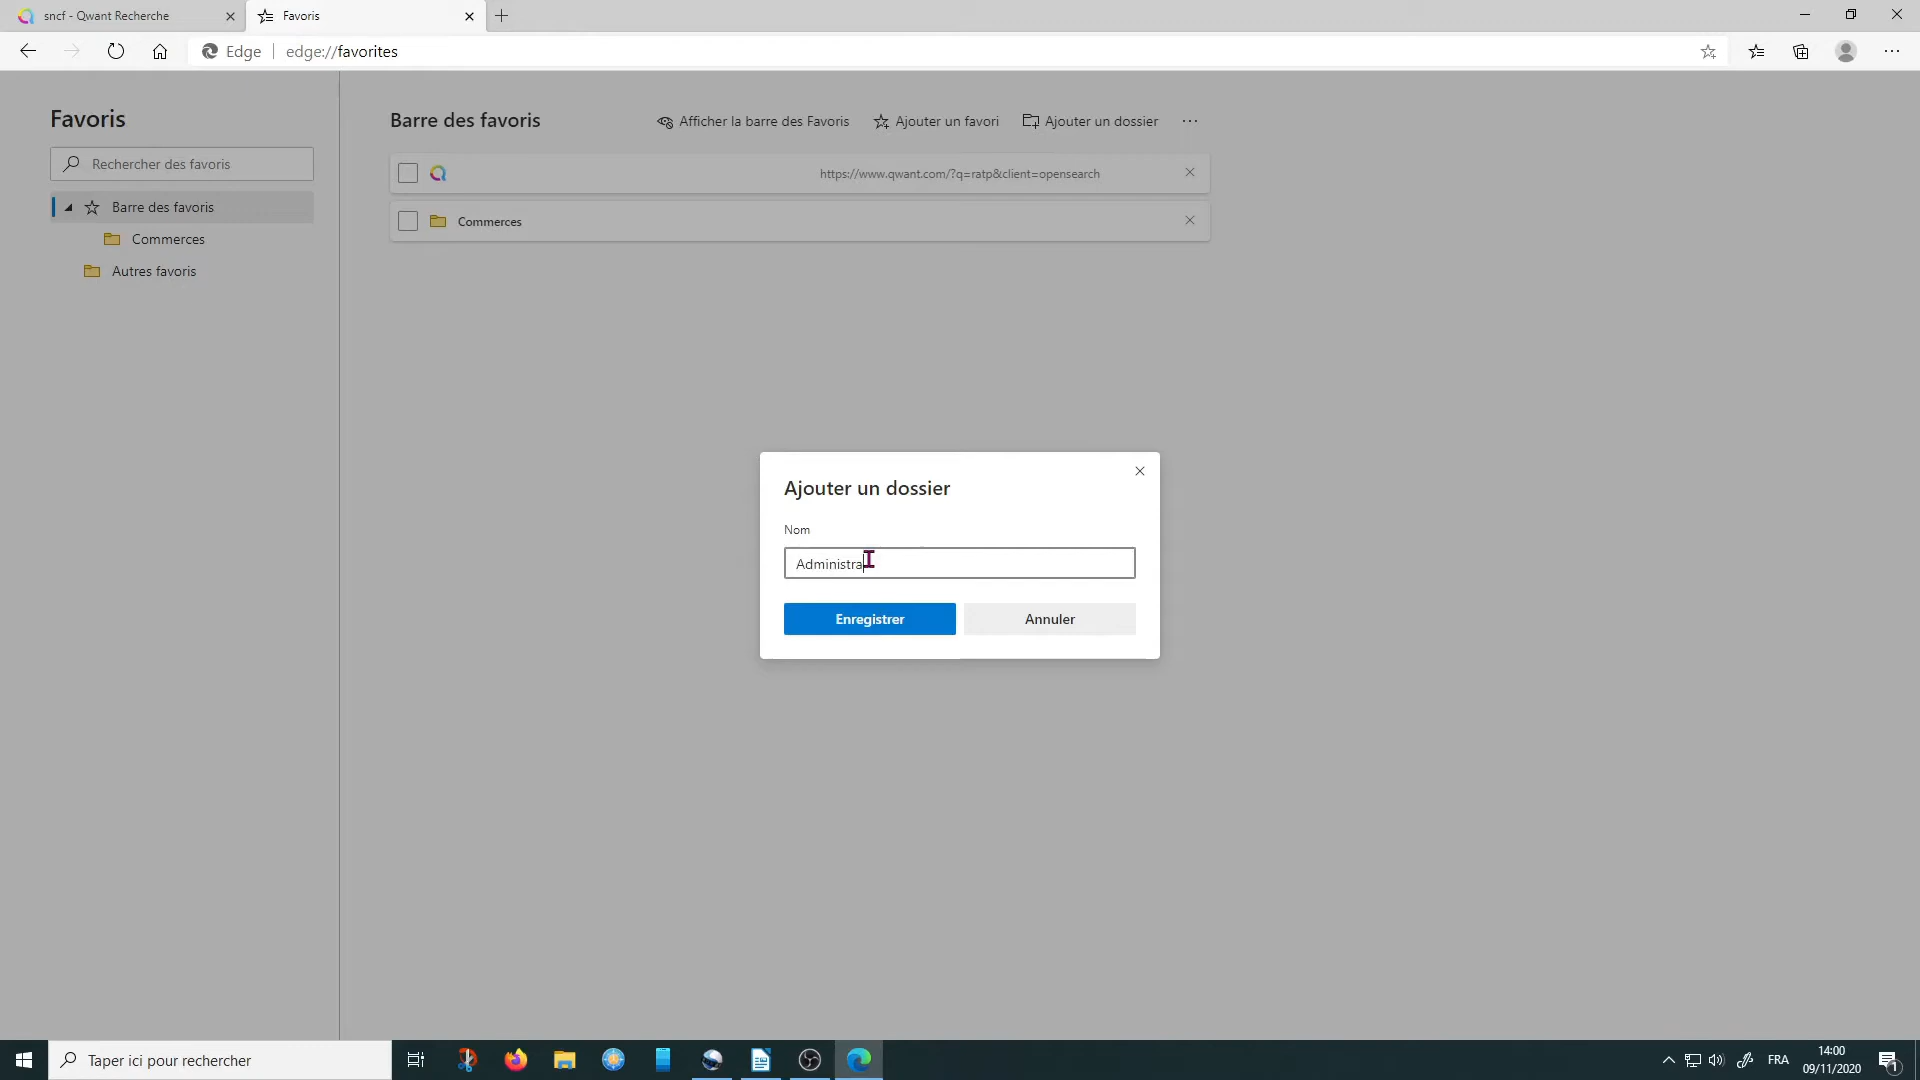 sncf - Qwant Recherche
Favoris
Edge
edge://favorites
Favoris
Rechercher des favoris
Barre des favoris
Commerces
Autres favoris
Barre des favoris
Afficher la barre des Favoris
Ajouter un favori
Ajouter un dossier
https://www.qwant.com/?q=ratp&client=opensearch
Commerces
Ajouter un dossier
Nom
Administra
Enregistrer
Annuler
Taper ici pour rechercher
FRA
14:00
09/11/2020
1